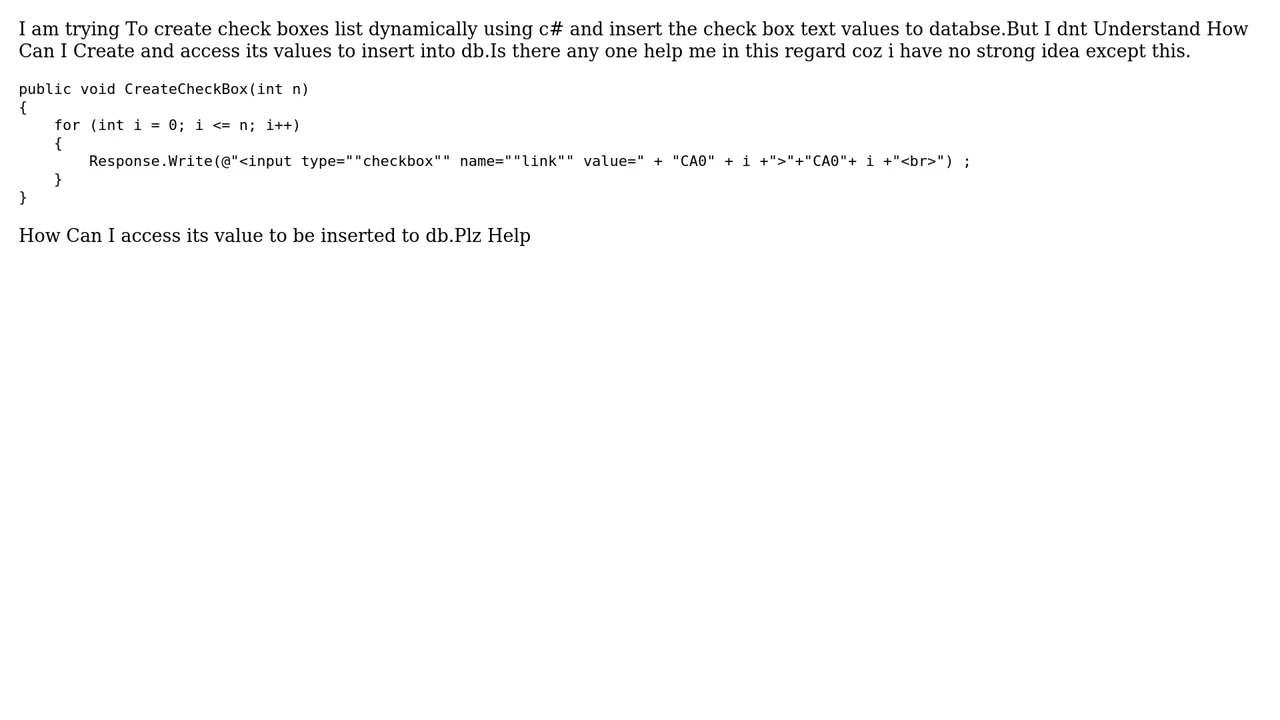 I am trying To create check boxes list dynamically using c# and insert the check box text values to databse.But I dnt Understand How
Can I Create and access its values to insert into db.Is there any one help me in this regard coz i have no strong idea except this.
public void CreateCheckBox(int n)
{
    for (int i = 0; i <= n; i++)
    {
        Response.Write(@"<input type=""checkbox"" name=""link"" value=" + "CA0" + i +">"+"CA0"+ i +"<br>") ;
    }
}
How Can I access its value to be inserted to db.Plz Help